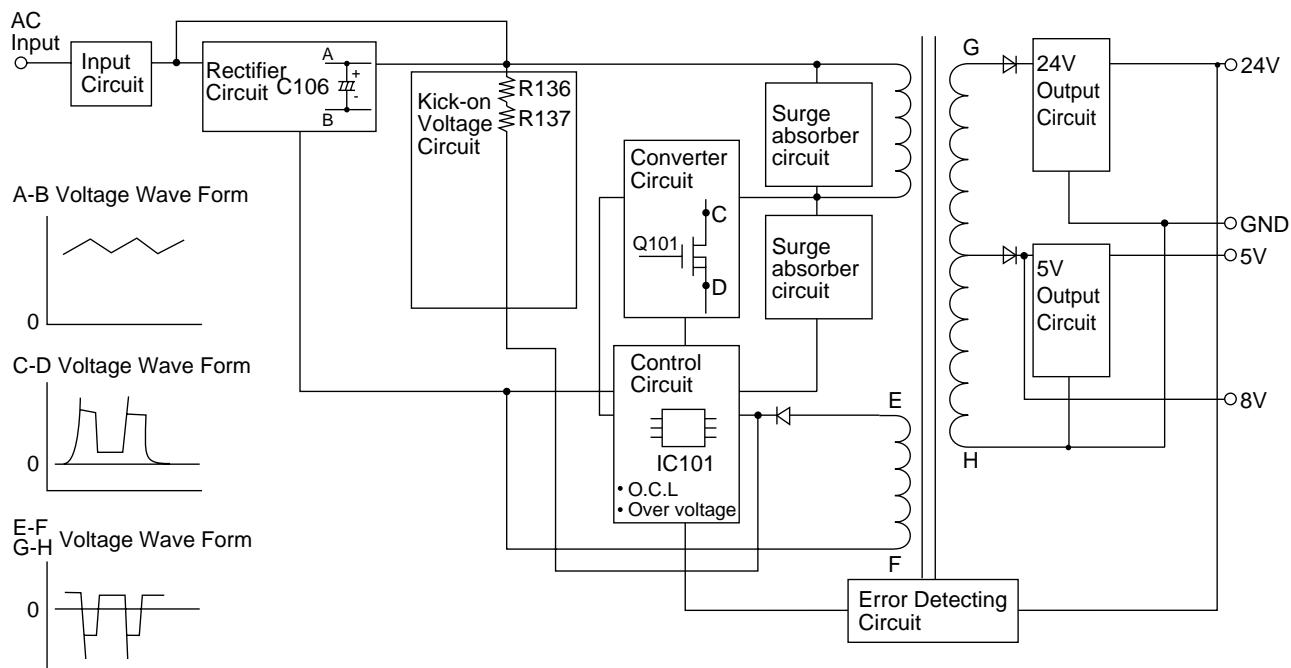 AC
Input
Input
Circuit
Rectifier
Circuit
C106
A
+
-
B
Kick-on
Voltage
Circuit
R136
R137
Converter
Circuit
C
Q101
D
Surge
absorber
circuit
Surge
absorber
circuit
Control
Circuit
IC101
• O.C.L
• Over voltage
E
F
G
H
24V
Output
Circuit
5V
Output
Circuit
24V
GND
5V
8V
Error Detecting
Circuit
A-B Voltage Wave Form
0
C-D Voltage Wave Form
0
E-F
G-H Voltage Wave Form
0